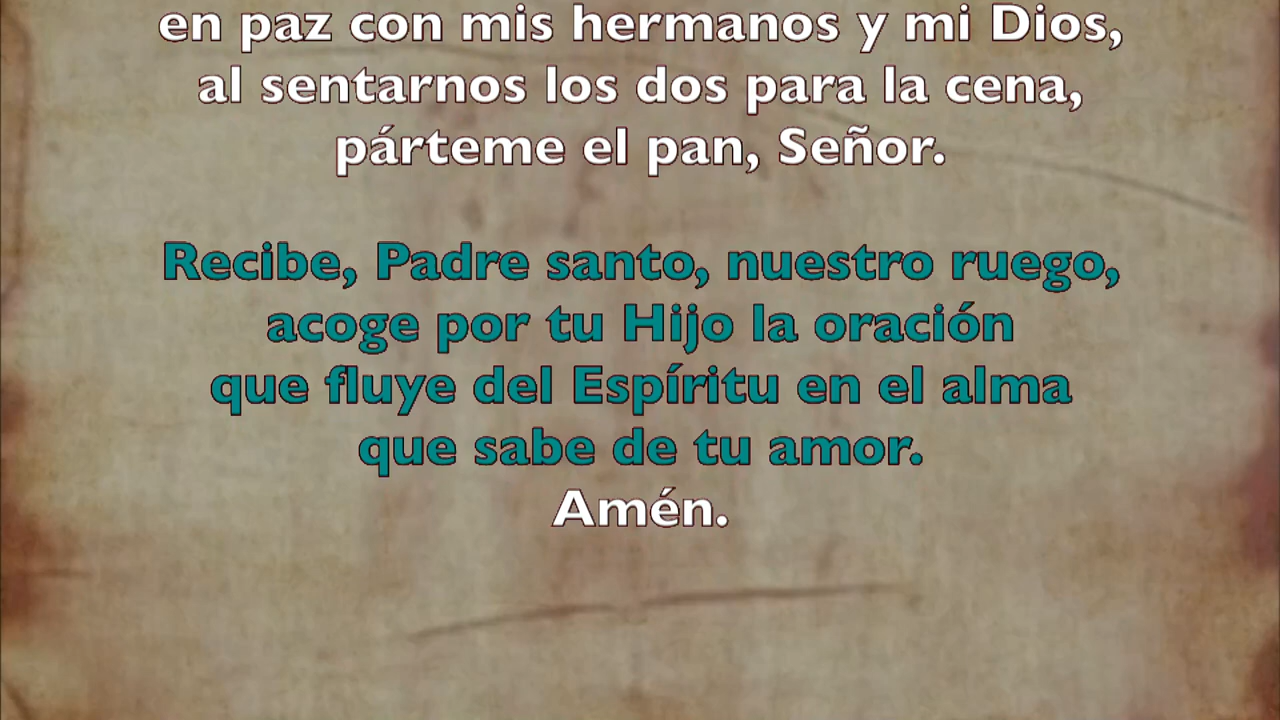 en paz con mis hermanos y mi Dios,
al sentarnos los dos para la cena,
párteme el pan, Señor.
Recibe, Padre santo, nuestro ruego,
acoge por tu Hijo la oración
que fluye del Espíritu en el alma
que sabe de tu amor.
Amén.